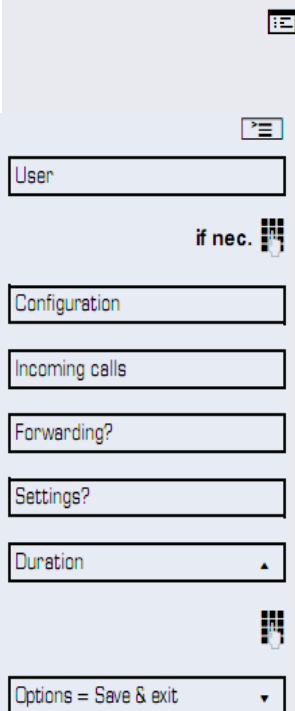 User
if nec.
Configuration
Incoming calls
Forwarding?
Settings?
Duration
Options = Save & exit